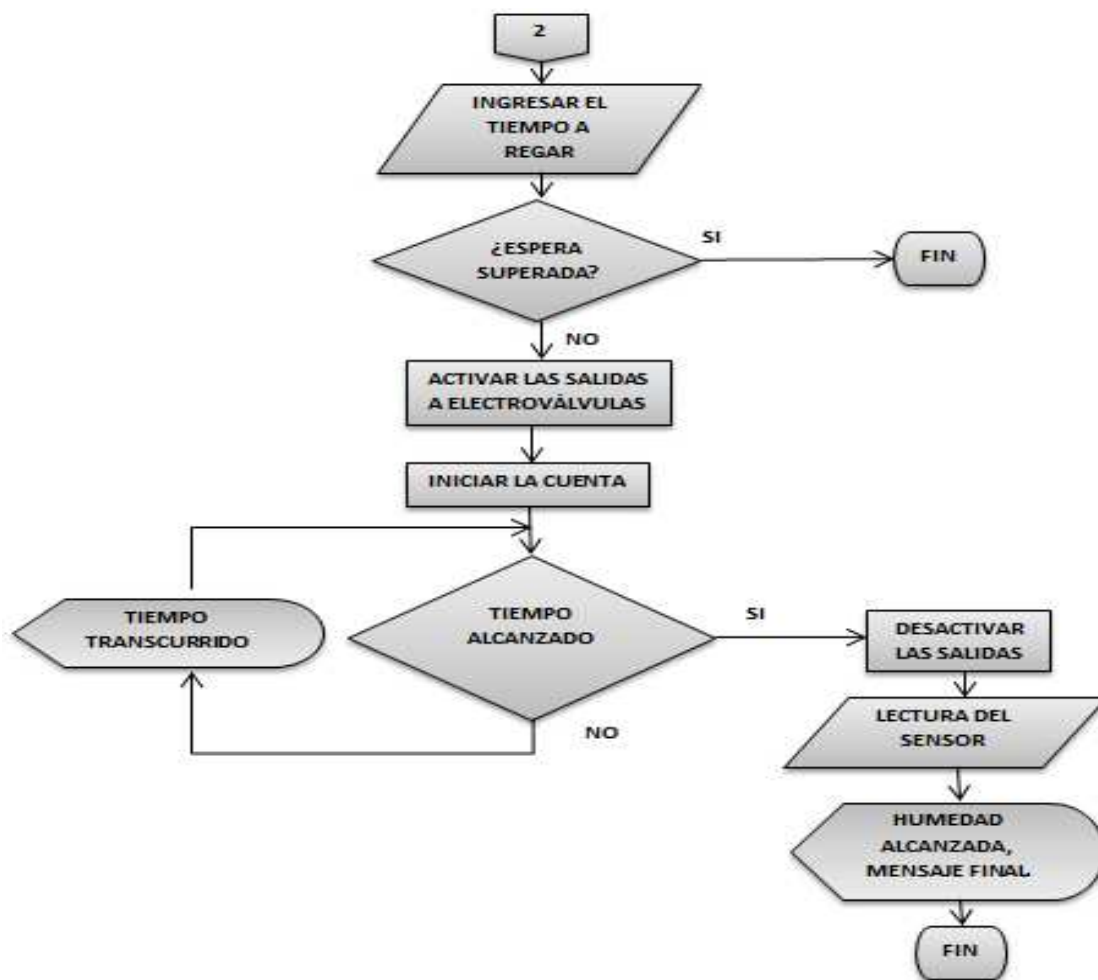 2
INGRESAR EL
TIEMPO A
REGAR
¿ESPERA
SUPERADA?
SI
FIN
NO
ACTIVAR LAS SALIDAS
A ELECTROVÁLVULAS
INICIAR LA CUENTA
TIEMPO
TRANSCURRIDO
TIEMPO
ALCANZADO
SI
DESACTIVAR
LAS SALIDAS
NO
LECTURA DEL
SENSOR
HUMEDAD
ALCANZADA,
MENSAJE FINAL.
FIN